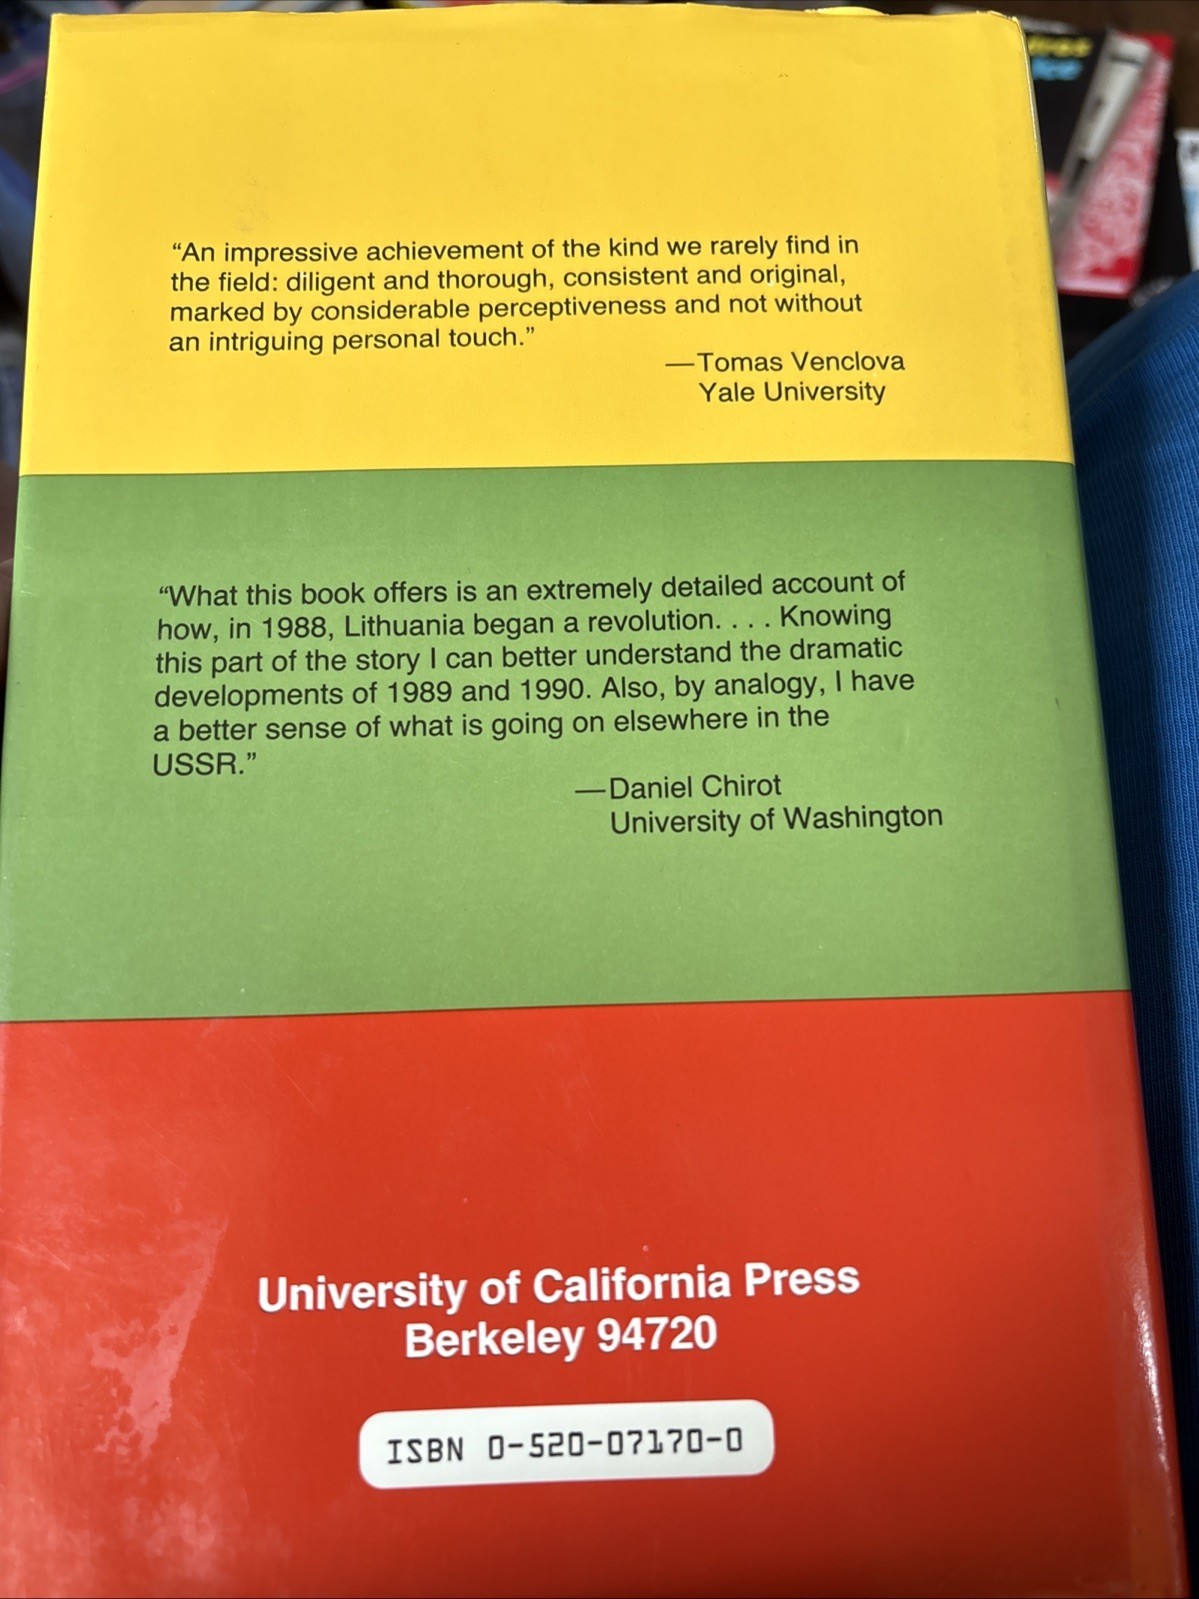 “An impressive achievement of the kind we rarely find in
the field: diligent and thorough, consistent and original,
marked by considerable perceptiveness and not without
an intriguing personal touch.”
—Tomas Venclova
Yale University
“What this book offers is an extremely detailed account of
how, in 1988, Lithuania began a revolution. . . . Knowing
this part of the story I can better understand the dramatic
developments of 1989 and 1990. Also, by analogy, I have
a better sense of what is going on elsewhere in the
USSR.”
—Daniel Chirot
University of Washington
University of California Press
Berkeley 94720
ISBN 0-520-07170-0